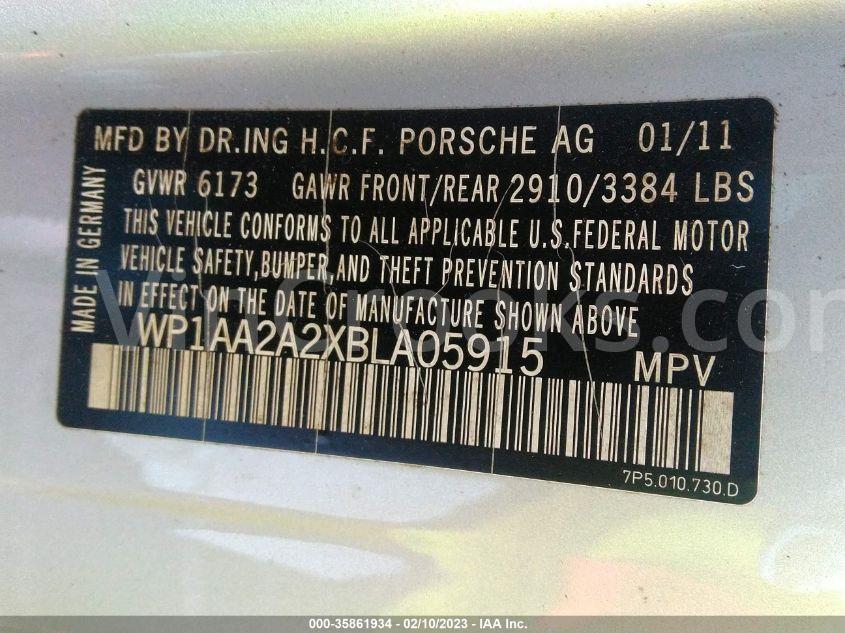 MFD BY DR.ING H.C.F. PORSCHE AG 01/11
GVWR 6173 GAWR FRONT/REAR 2910/3384 LBS
THIS VEHICLE CONFORMS TO ALL APPLICABLE U.S.FEDERAL MOTOR
VEHICLE SAFETY,BUMPER,AND THEFT PREVENTION STANDARDS
IN EFFECT ON THE DATE OF MANUFACTURE SHOWN ABOVE
MADE IN GERMANY
WP1AA2A2XBLA05915 MPV
7P5.010.730.D
000-35861934 - 02/10/2023 - IAA Inc.